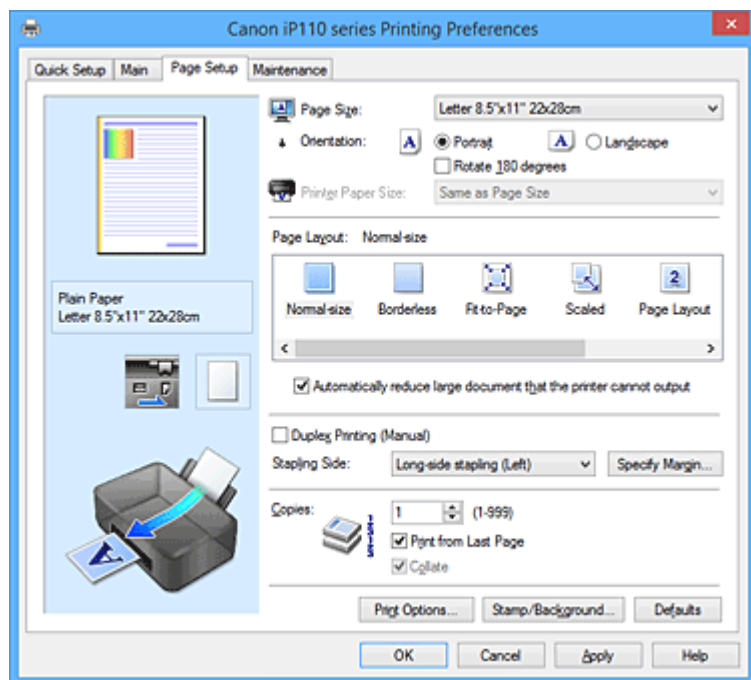 Canon iP110 series Printing Preferences
Quick Setup Main Page Setup Maintenance
Page Size: Letter 8.5"x11" 22x28cm
Orientation: A Portrait A Landscape
Rotate 180 degrees
Printer Paper Size: Same as Page Size
Page Layout: Normal-size
Normal-size Borderless Fit-to-Page Scaled Page Layout
Plain Paper
Letter 8.5"x11" 22x28cm
Automatically reduce large document that the printer cannot output
Duplex Printing (Manual)
Stapling Side: Long-side stapling (Left) Specify Margin...
Copies: 1 (1-999)
Print from Last Page
Collate
Print Options... Stamp/Background... Defaults
OK Cancel Apply Help